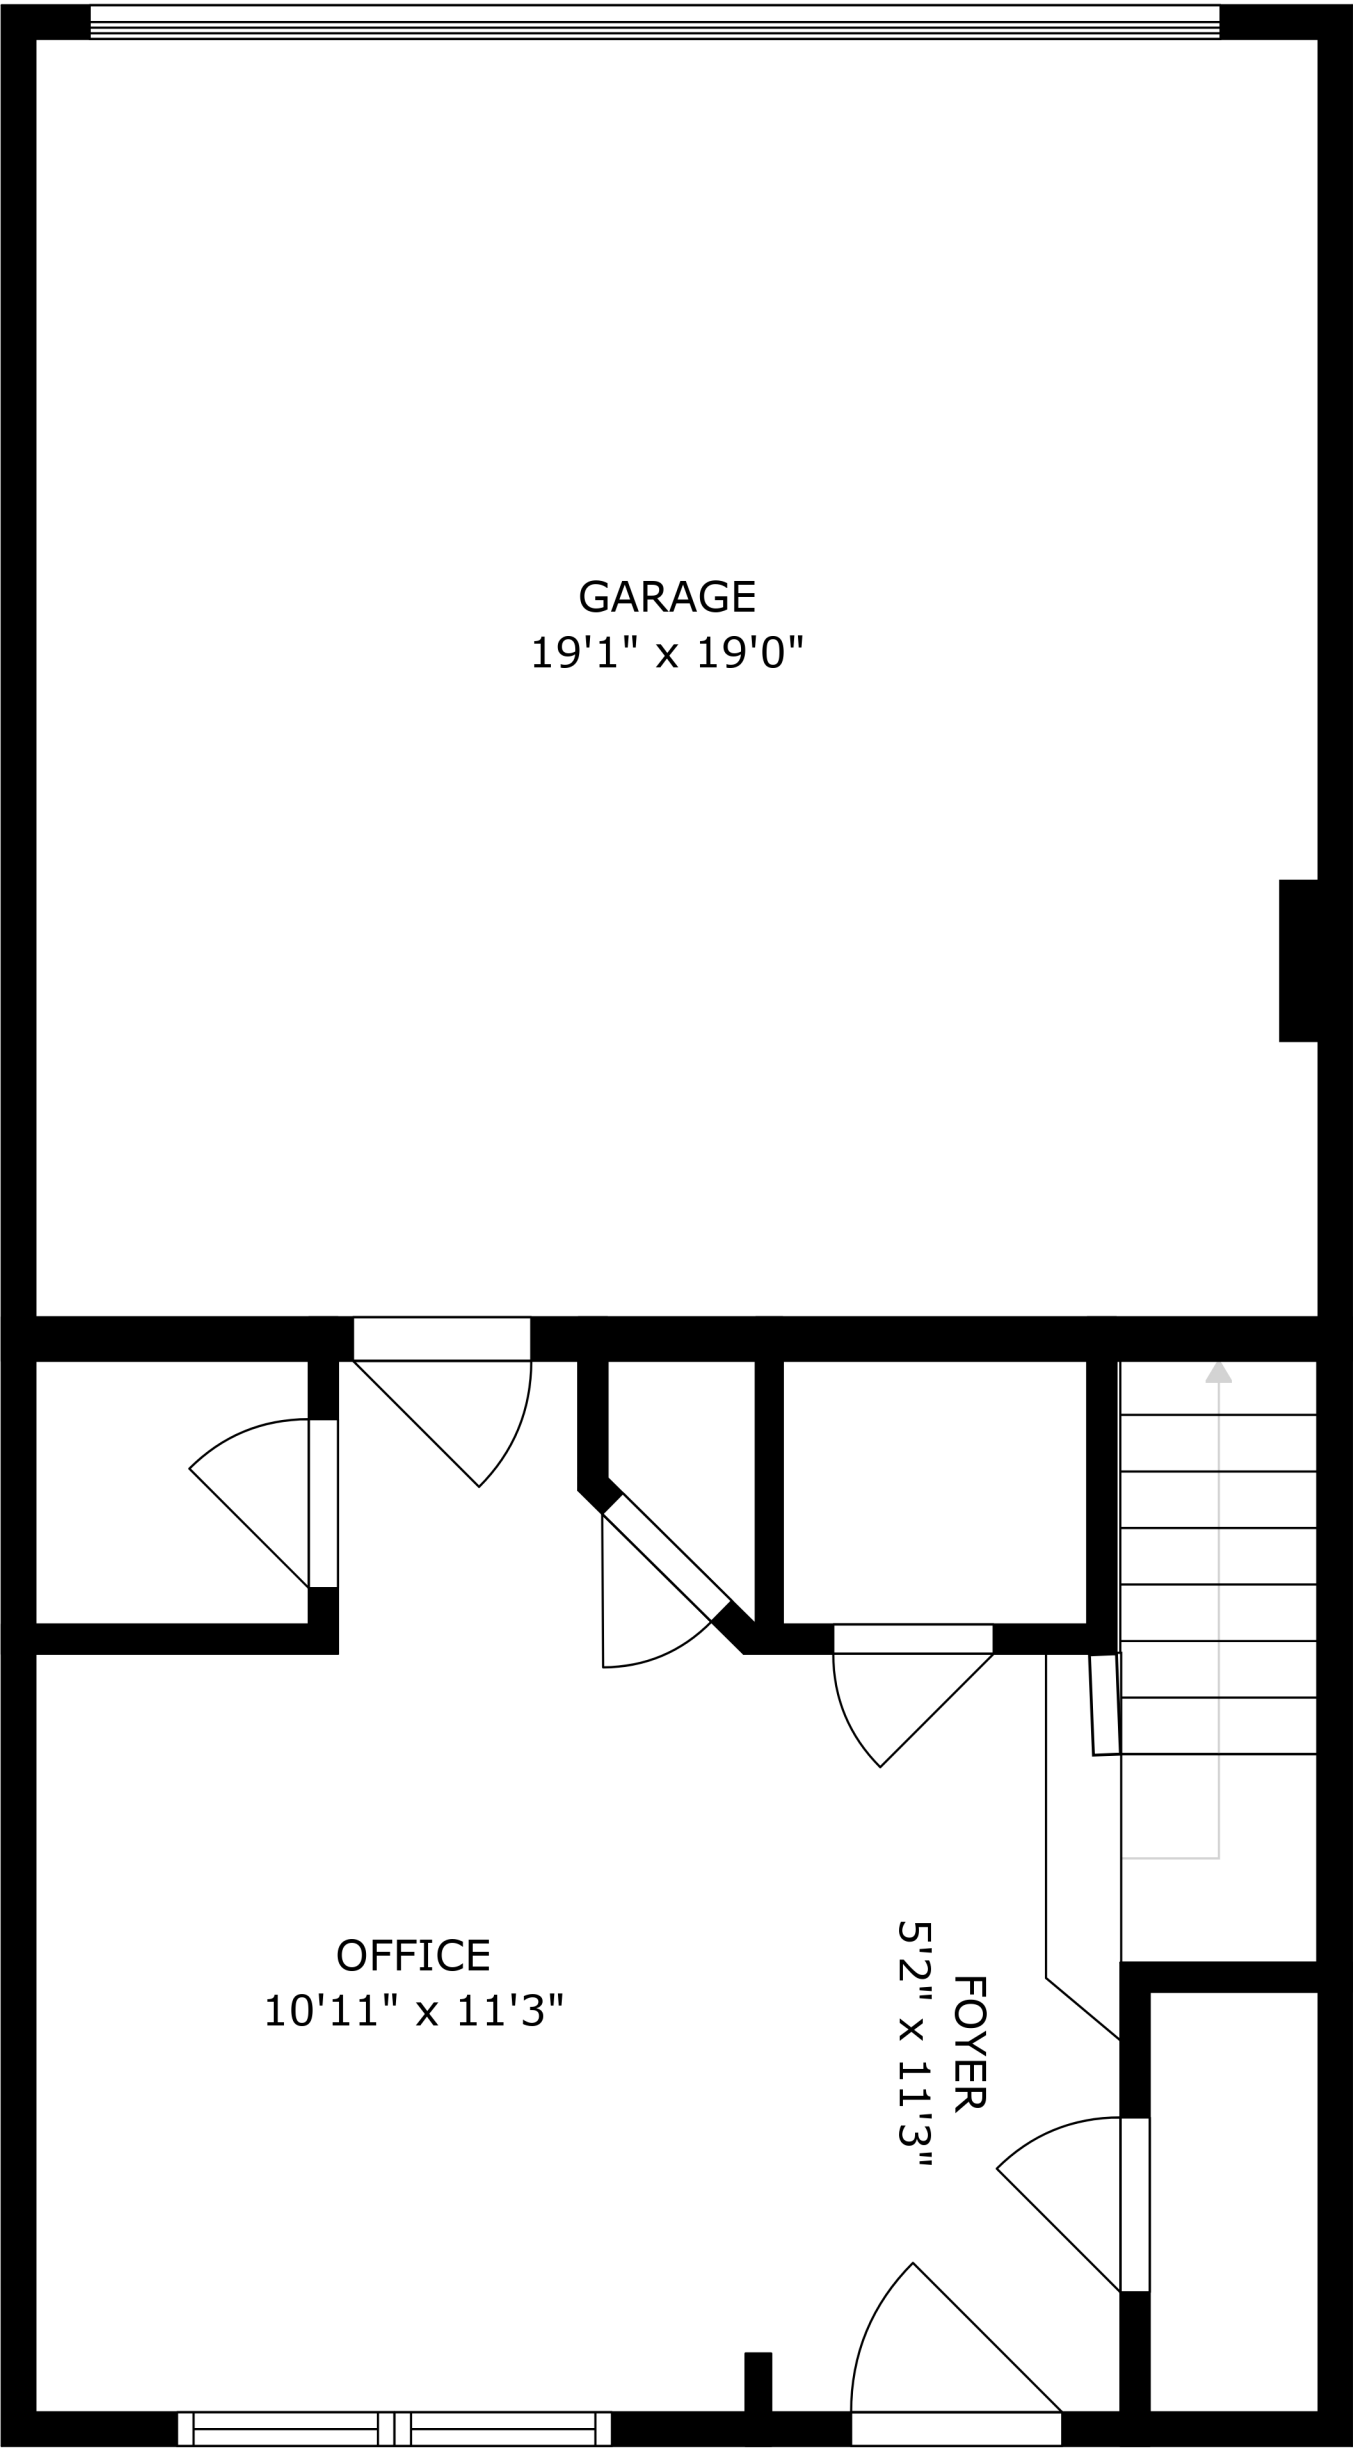 GARAGE
19'1" x 19'0"
OFFICE
10'11" x 11'3"
FOYER
5'2" x 11'3"